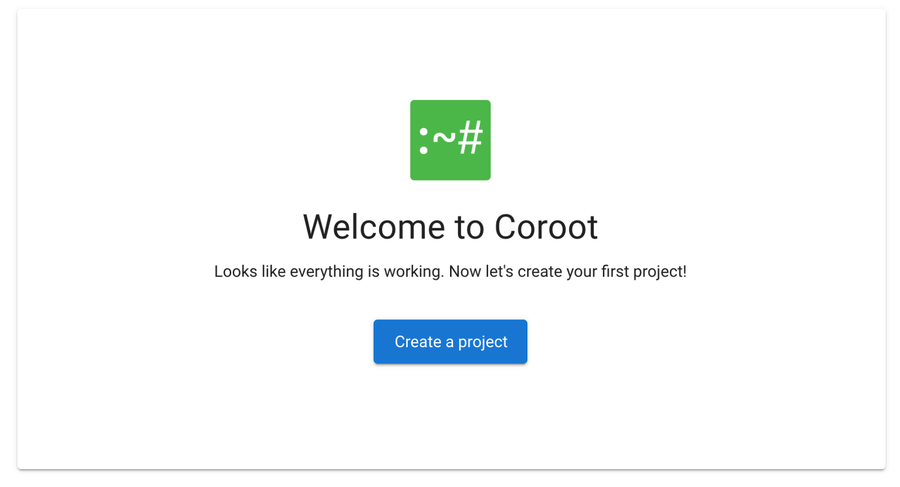 :~#
Welcome to Coroot
Looks like everything is working. Now let's create your first project!
Create a project